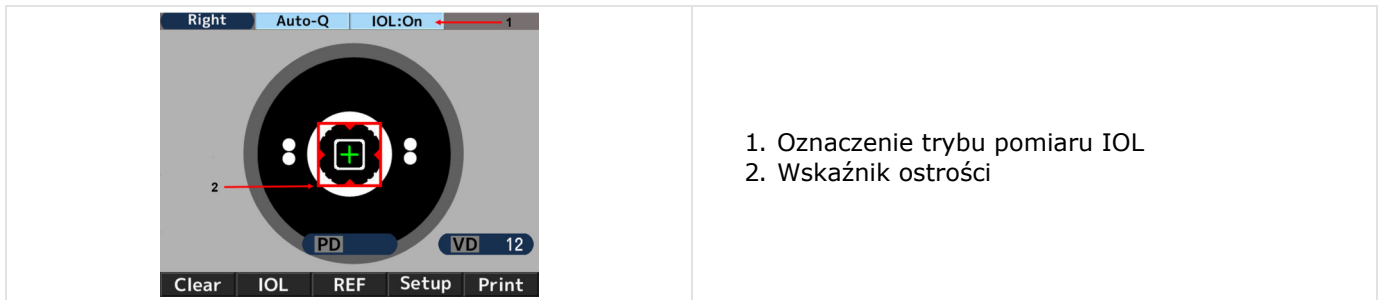 Right Auto-Q IOL:On 1
2
PD VD 12
Clear IOL REF Setup Print
1. Oznaczenie trybu pomiaru IOL
2. Wskaźnik ostrości